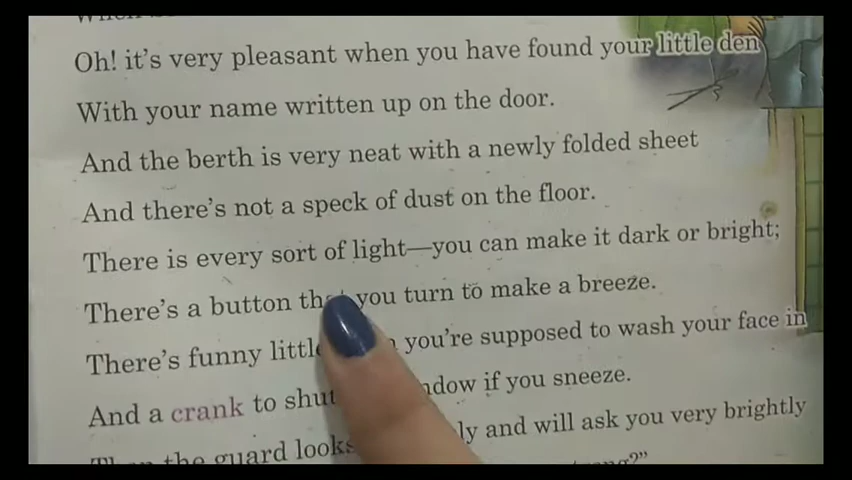 Oh! it's very pleasant when you have found your little den
With your name written up on the door.
And the berth is very neat with a newly folded sheet
And there's not a speck of dust on the floor.
There is every sort of light—you can make it dark or bright;
There's a button that you turn to make a breeze.
There's funny little you're supposed to wash your face in
And a crank to shut if you sneeze.
the guard looks and will ask you very brightly